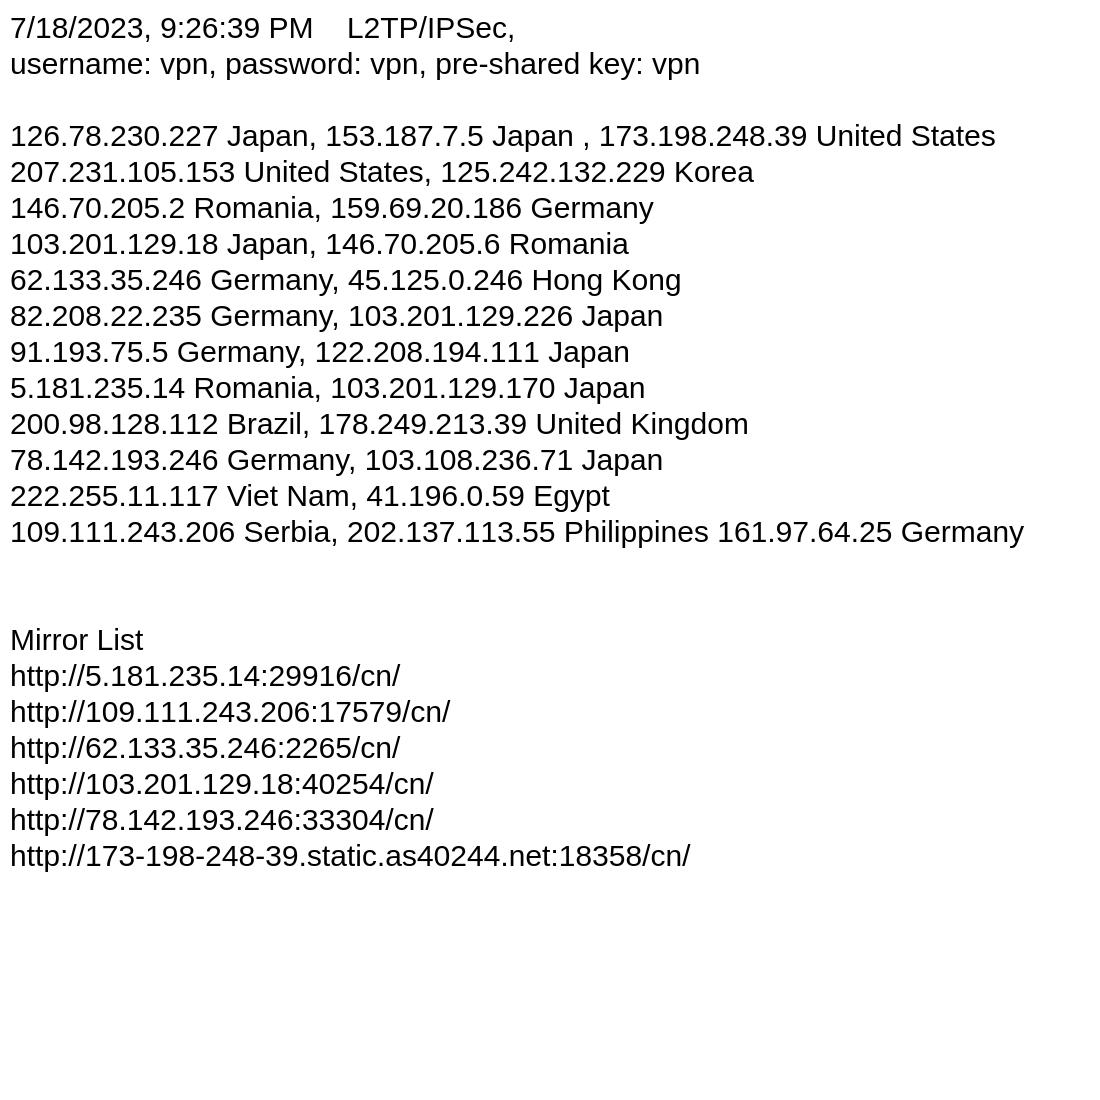 7/18/2023, 9:26:39 PM    L2TP/IPSec,
username: vpn, password: vpn, pre-shared key: vpn
126.78.230.227 Japan, 153.187.7.5 Japan , 173.198.248.39 United States
207.231.105.153 United States, 125.242.132.229 Korea
146.70.205.2 Romania, 159.69.20.186 Germany
103.201.129.18 Japan, 146.70.205.6 Romania
62.133.35.246 Germany, 45.125.0.246 Hong Kong
82.208.22.235 Germany, 103.201.129.226 Japan
91.193.75.5 Germany, 122.208.194.111 Japan
5.181.235.14 Romania, 103.201.129.170 Japan
200.98.128.112 Brazil, 178.249.213.39 United Kingdom
78.142.193.246 Germany, 103.108.236.71 Japan
222.255.11.117 Viet Nam, 41.196.0.59 Egypt
109.111.243.206 Serbia, 202.137.113.55 Philippines 161.97.64.25 Germany
Mirror List
http://5.181.235.14:29916/cn/
http://109.111.243.206:17579/cn/
http://62.133.35.246:2265/cn/
http://103.201.129.18:40254/cn/
http://78.142.193.246:33304/cn/
http://173-198-248-39.static.as40244.net:18358/cn/